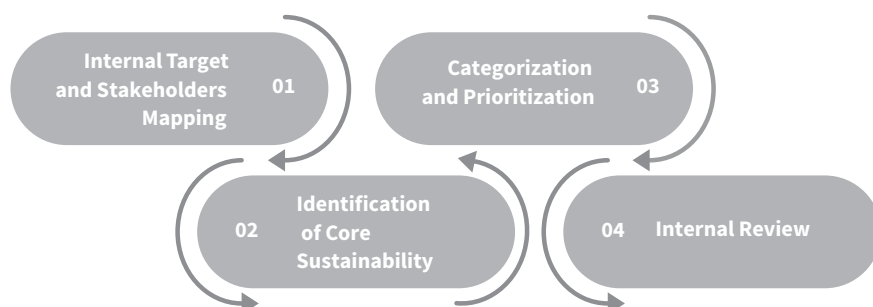 Internal Target
and Stakeholders
Mapping
01
02
Identification
of Core
Sustainability
Categorization
and Prioritization
03
04
Internal Review